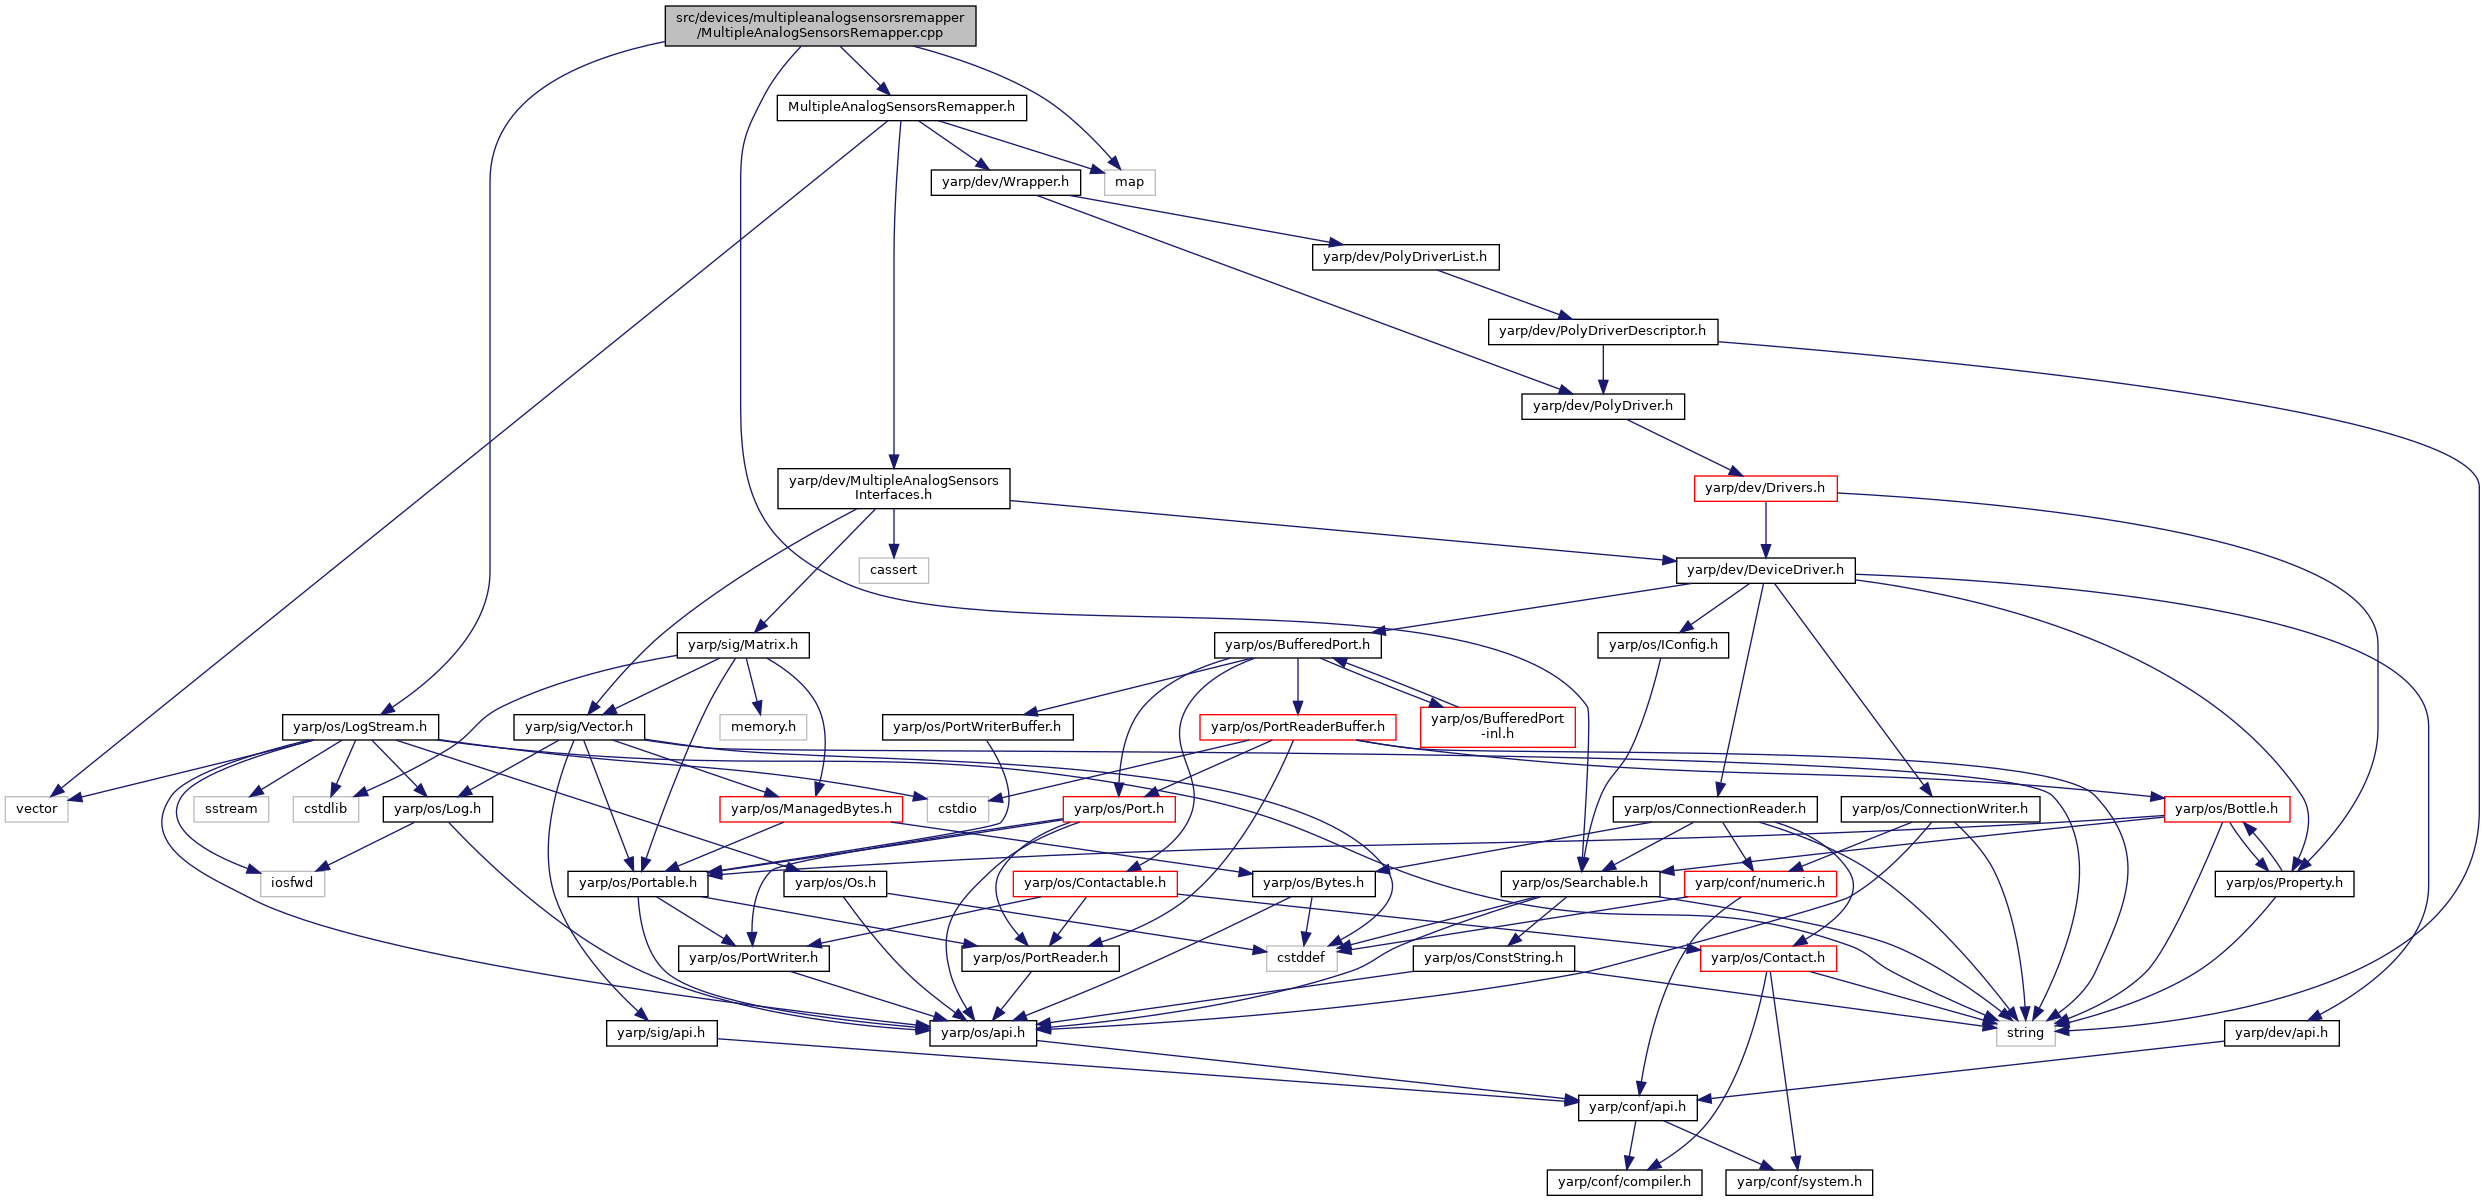 src/devices/multipleanalogsensorsremapper
/MultipleAnalogSensorsRemapper.cpp
MultipleAnalogSensorsRemapper.h
yarp/dev/Wrapper.h
map
yarp/dev/PolyDriverList.h
yarp/dev/PolyDriverDescriptor.h
yarp/dev/PolyDriver.h
yarp/dev/MultipleAnalogSensors
Interfaces.h
yarp/dev/Drivers.h
cassert
yarp/dev/DeviceDriver.h
yarp/sig/Matrix.h
yarp/os/BufferedPort.h
yarp/os/IConfig.h
yarp/os/LogStream.h
yarp/sig/Vector.h
memory.h
yarp/os/PortWriterBuffer.h
yarp/os/PortReaderBuffer.h
yarp/os/BufferedPort
-inl.h
vector
sstream
cstdlib
yarp/os/Log.h
yarp/os/ManagedBytes.h
cstdio
yarp/os/Port.h
yarp/os/ConnectionReader.h
yarp/os/ConnectionWriter.h
yarp/os/Bottle.h
iosfwd
yarp/os/Portable.h
yarp/os/Os.h
yarp/os/Contactable.h
yarp/os/Bytes.h
yarp/os/Searchable.h
yarp/conf/numeric.h
yarp/os/Property.h
yarp/os/PortWriter.h
yarp/os/PortReader.h
cstddef
yarp/os/ConstString.h
yarp/os/Contact.h
yarp/sig/api.h
yarp/os/api.h
string
yarp/dev/api.h
yarp/conf/api.h
yarp/conf/compiler.h
yarp/conf/system.h